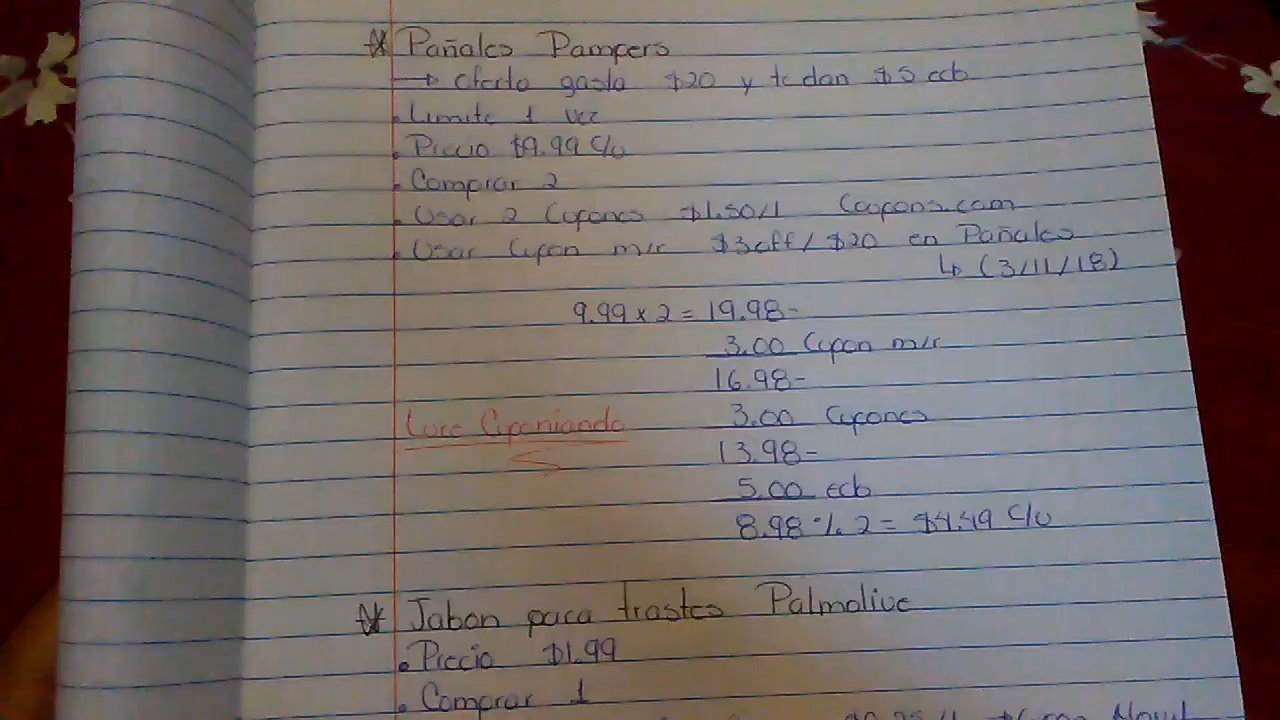 * Pañales Pampers
→ Oferta gasta $20 y te dan $5 ecb
• Limite 1 vez
• Precio $9.99 c/u
• Comprar 2
• Usar 2 Cupones $1.50/1 Coupons.com
• Usar Cupon m/r $3 off / $20 en Pañales
↳ (3/11/18)
9.99 x 2 = 19.98-
3.00 Cupon m/r
16.98-
3.00 Cupones
Lore Cuponiando
13.98-
5.00 ecb
8.98 % 2 = $4.49 c/u
* Jabon para trastes Palmolive
• Precio $1.99
• Comprar 1